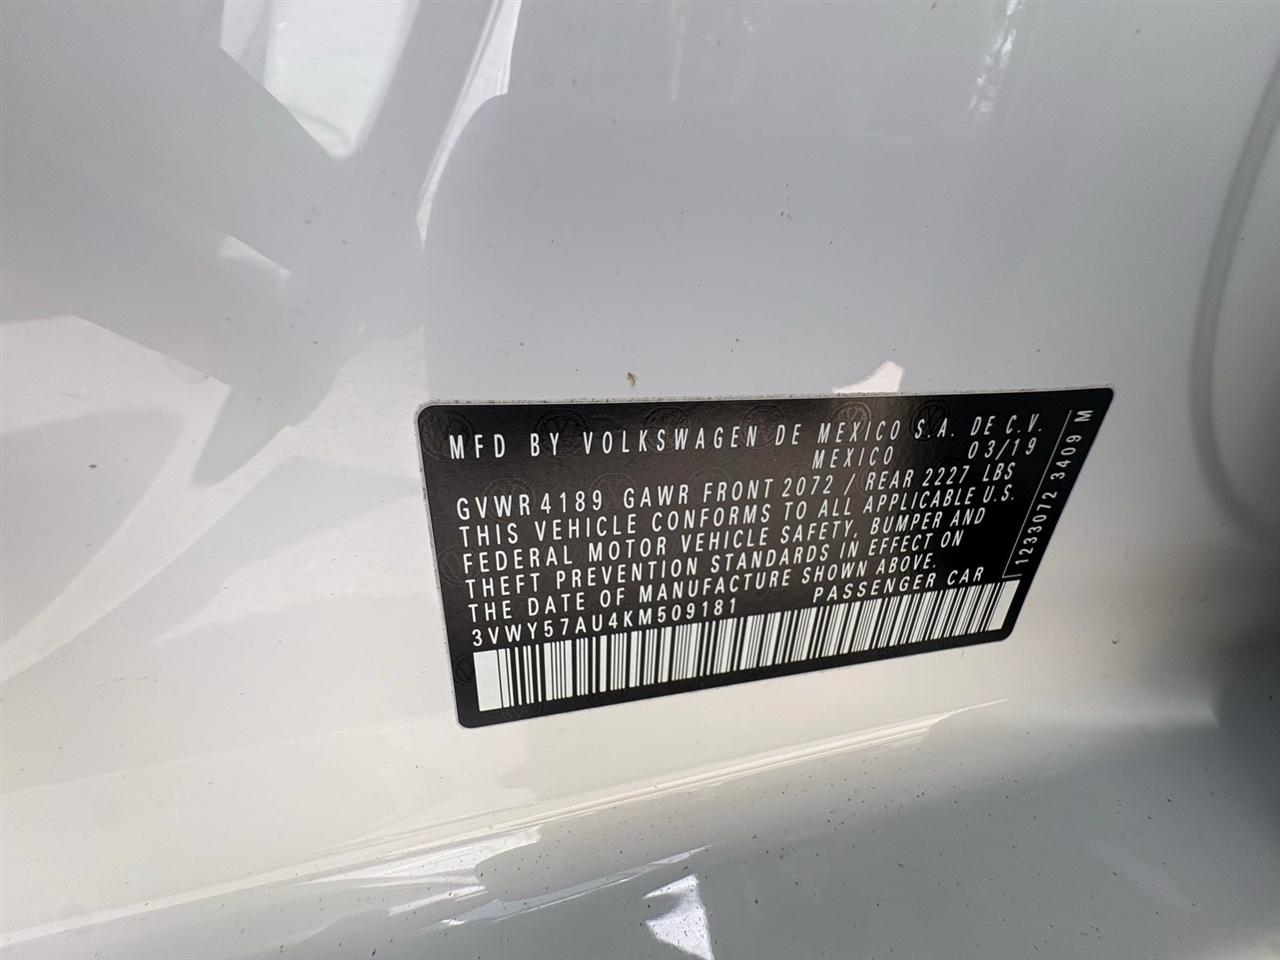 MFD BY VOLKSWAGEN DE MEXICO S.A. DE C.V.
MEXICO 03/19
GVWR 4189 GAWR FRONT 2072 / REAR 2227 LBS
THIS VEHICLE CONFORMS TO ALL APPLICABLE U.S.
FEDERAL MOTOR VEHICLE SAFETY, BUMPER AND
THEFT PREVENTION STANDARDS IN EFFECT ON
THE DATE OF MANUFACTURE SHOWN ABOVE.
3VWY57AU4KM509181 PASSENGER CAR
1233072 3409 M